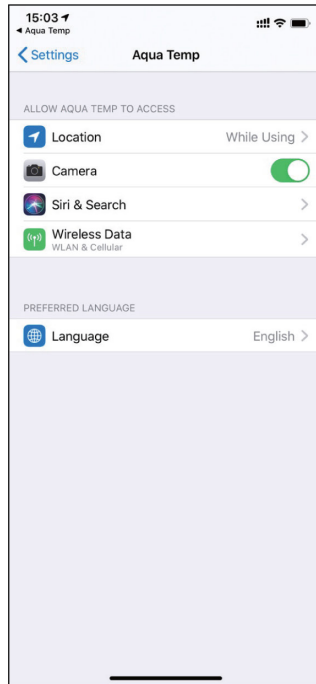 15:03
Aqua Temp
Settings
Aqua Temp
ALLOW AQUA TEMP TO ACCESS
Location While Using
Camera
Siri & Search
Wireless Data
WLAN & Cellular
PREFERRED LANGUAGE
Language English